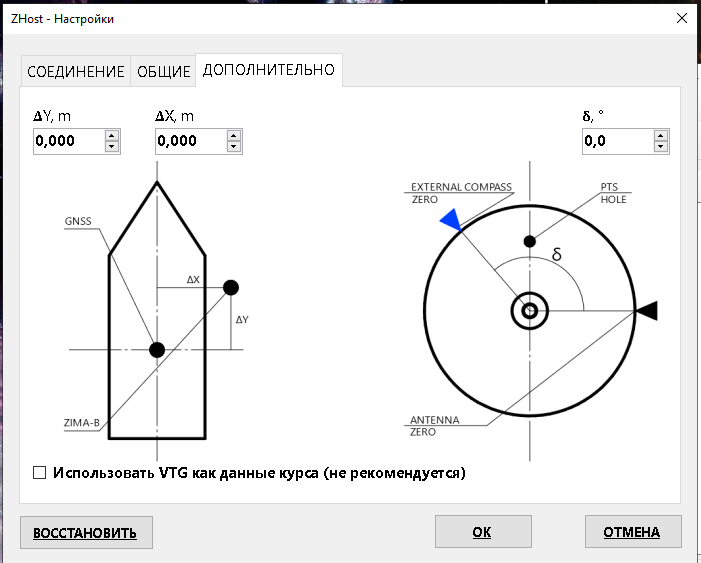 ZHost - Настройки
СОЕДИНЕНИЕ ОБЩИЕ ДОПОЛНИТЕЛЬНО
ΔY, m ΔX, m δ, °
0,000 0,000 0,0
EXTERNAL COMPASS
ZERO
PTS
HOLE
GNSS
δ
ΔX
ΔY
ZIMA-B
ANTENNA
ZERO
Использовать VTG как данные курса (не рекомендуется)
ВОССТАНОВИТЬ OK ОТМЕНА